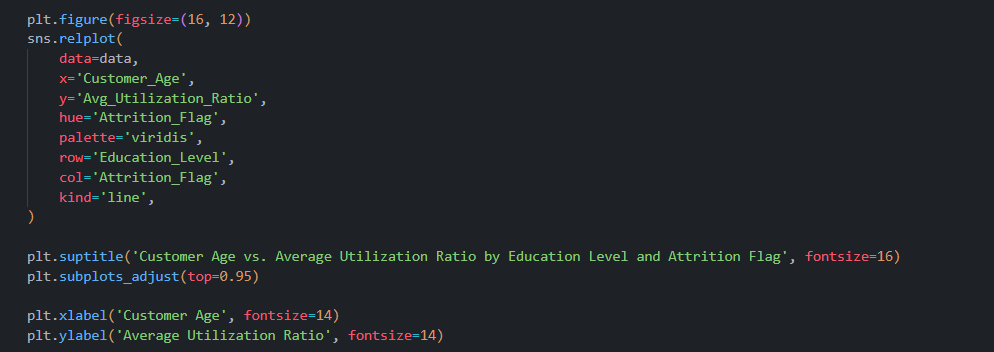 plt.figure(figsize=(16, 12))
sns.relplot(
    data=data,
    x='Customer_Age',
    y='Avg_Utilization_Ratio',
    hue='Attrition_Flag',
    palette='viridis',
    row='Education_Level',
    col='Attrition_Flag',
    kind='line',
)

plt.suptitle('Customer Age vs. Average Utilization Ratio by Education Level and Attrition Flag', fontsize=16)
plt.subplots_adjust(top=0.95)

plt.xlabel('Customer Age', fontsize=14)
plt.ylabel('Average Utilization Ratio', fontsize=14)